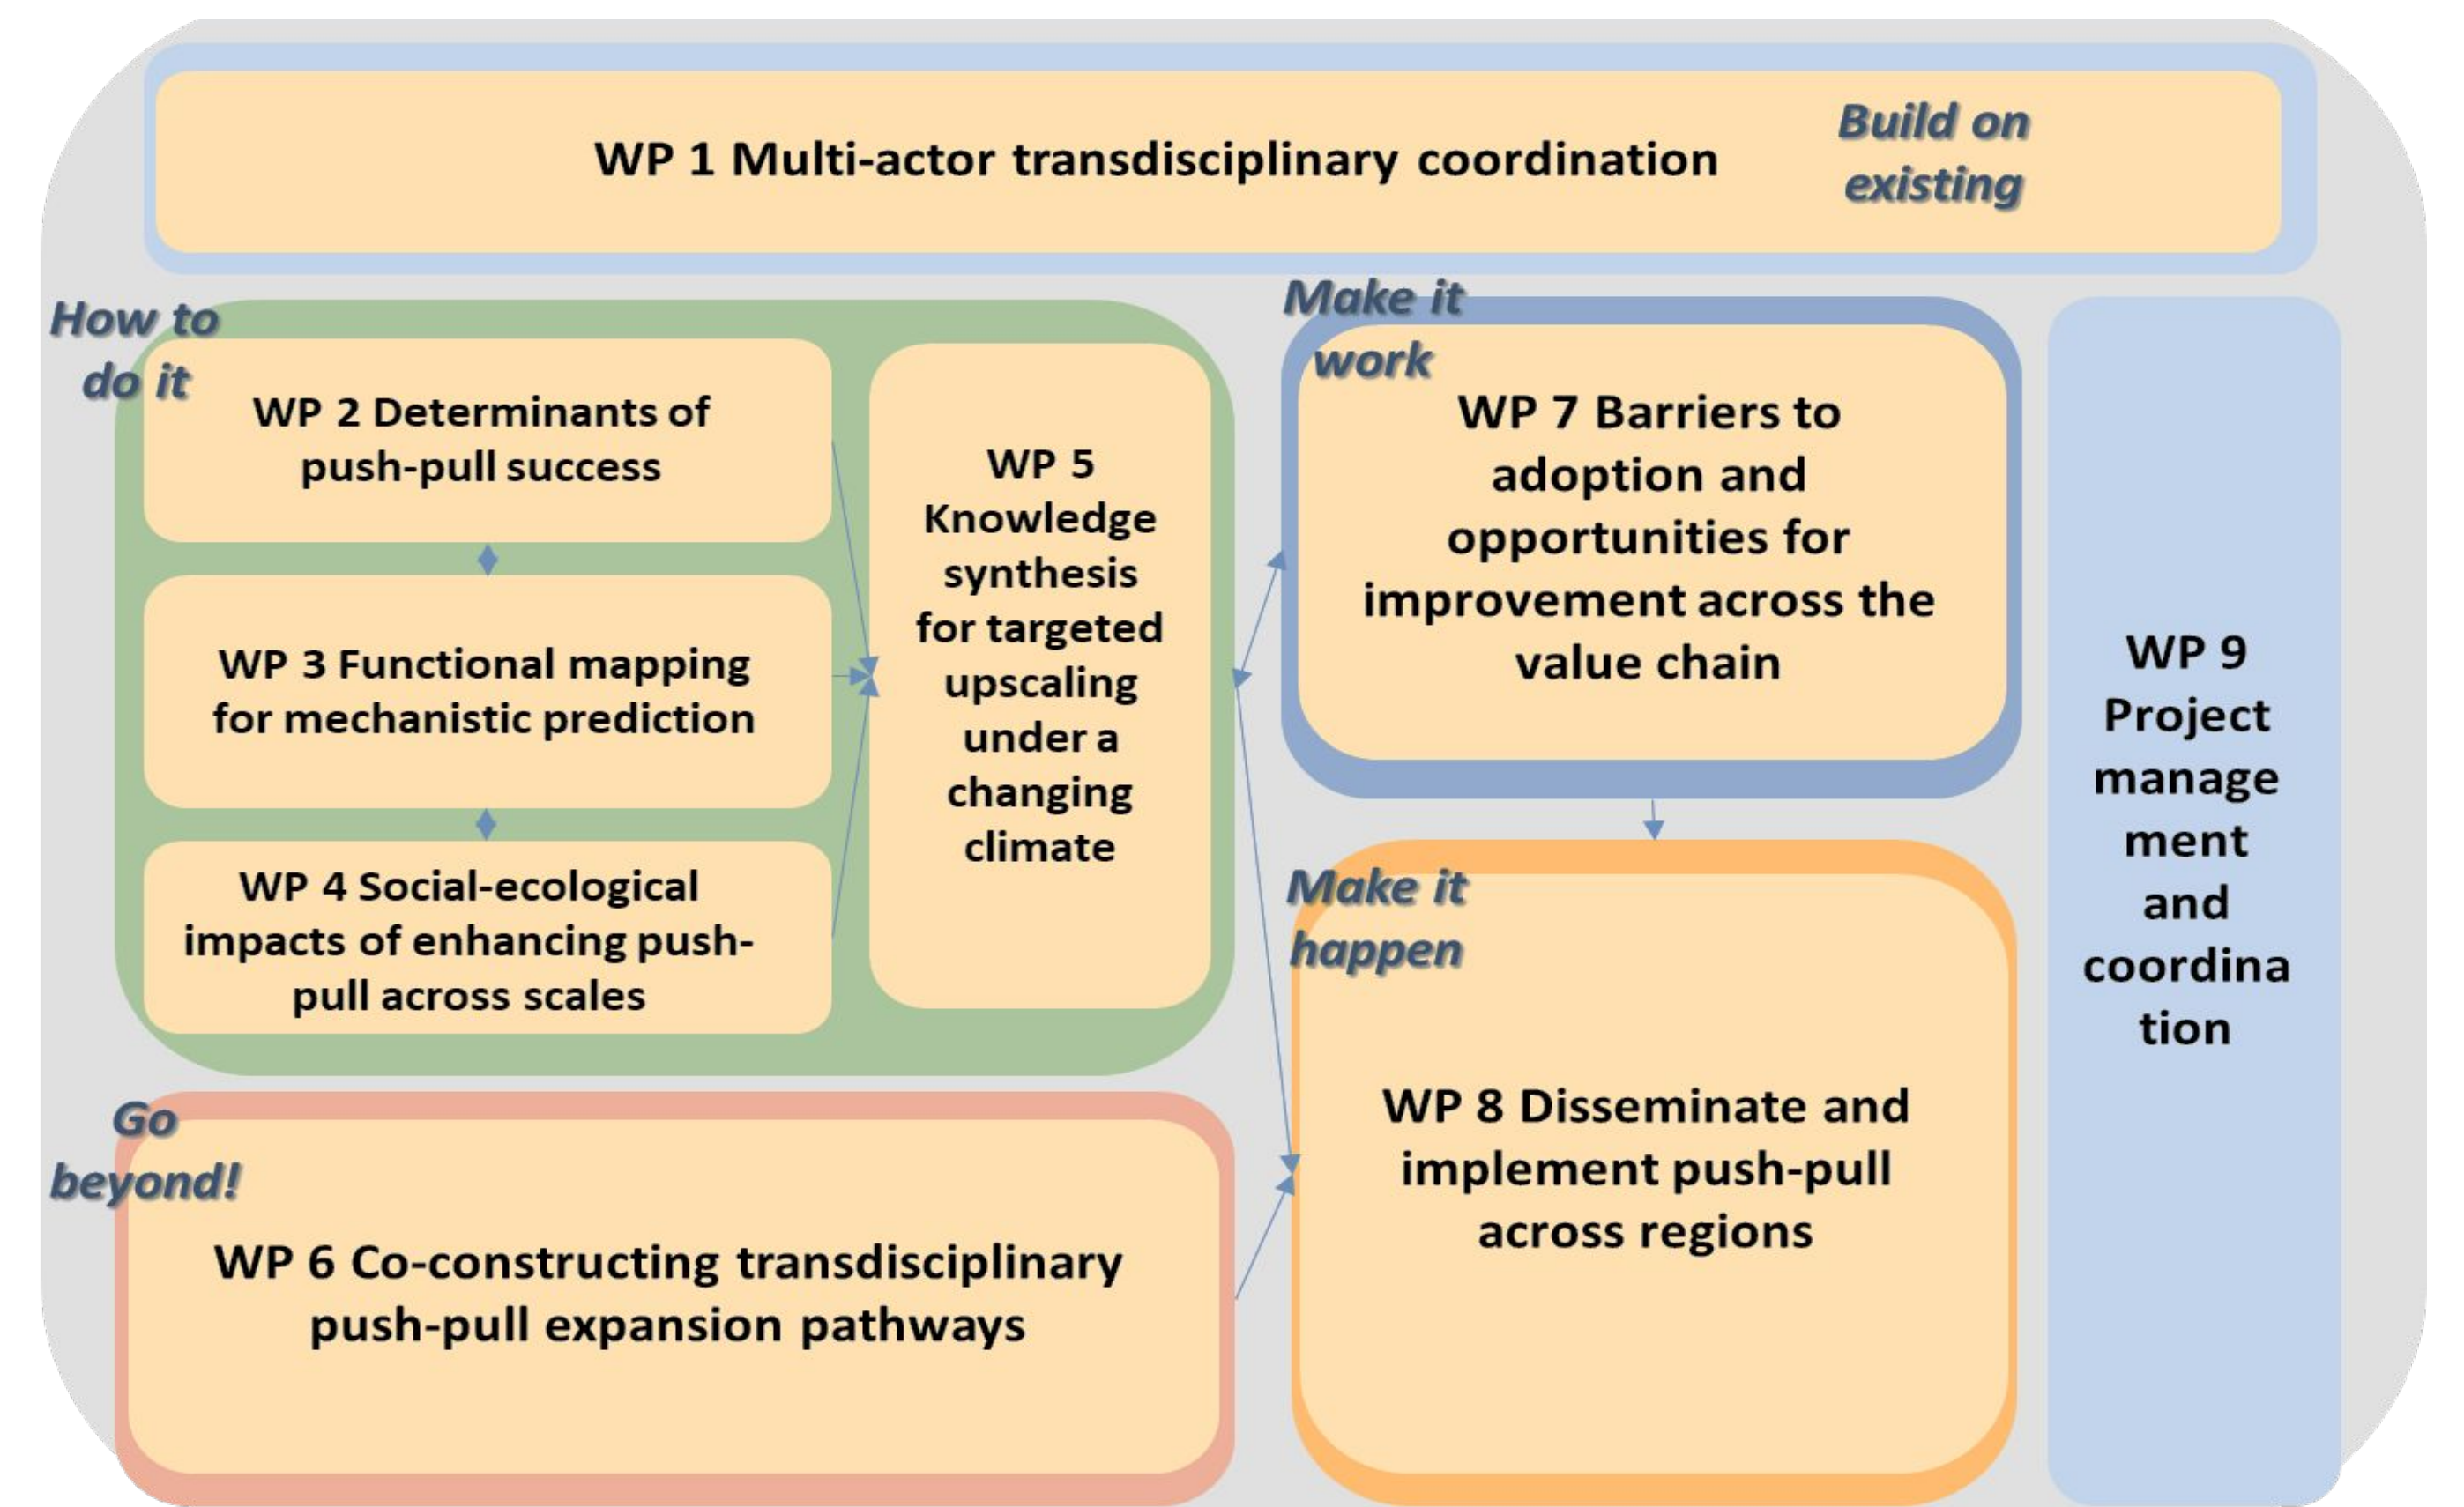 WP 1 Multi-actor transdisciplinary coordination
Build on
existing
How to
do it
WP 2 Determinants of
push-pull success
WP 3 Functional mapping
for mechanistic prediction
WP 4 Social-ecological
impacts of enhancing push-
pull across scales
WP 5
Knowledge
synthesis
for targeted
upscaling
under a
changing
climate
Make it
work
WP 7 Barriers to
adoption and
opportunities for
improvement across the
value chain
Make it
happen
WP 8 Disseminate and
implement push-pull
across regions
Go
beyond!
WP 6 Co-constructing transdisciplinary
push-pull expansion pathways
WP 9
Project
manage
ment
and
coordina
tion